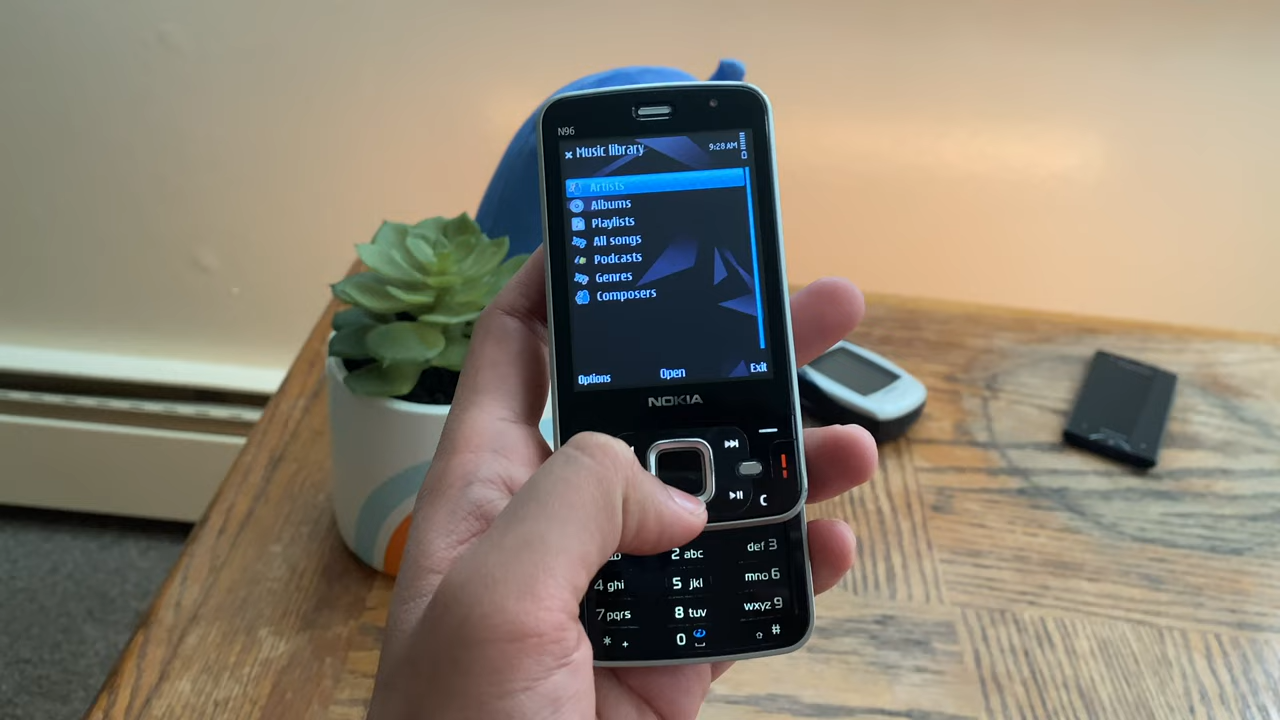 N96
Music library 9:28 AM
Artists
Albums
Playlists
All songs
Podcasts
Genres
Composers
Options Open Exit
NOKIA
C
2 abc def 3
4 ghi 5 jkl mno 6
7 pqrs 8 tuv wxyz 9
* + 0 #